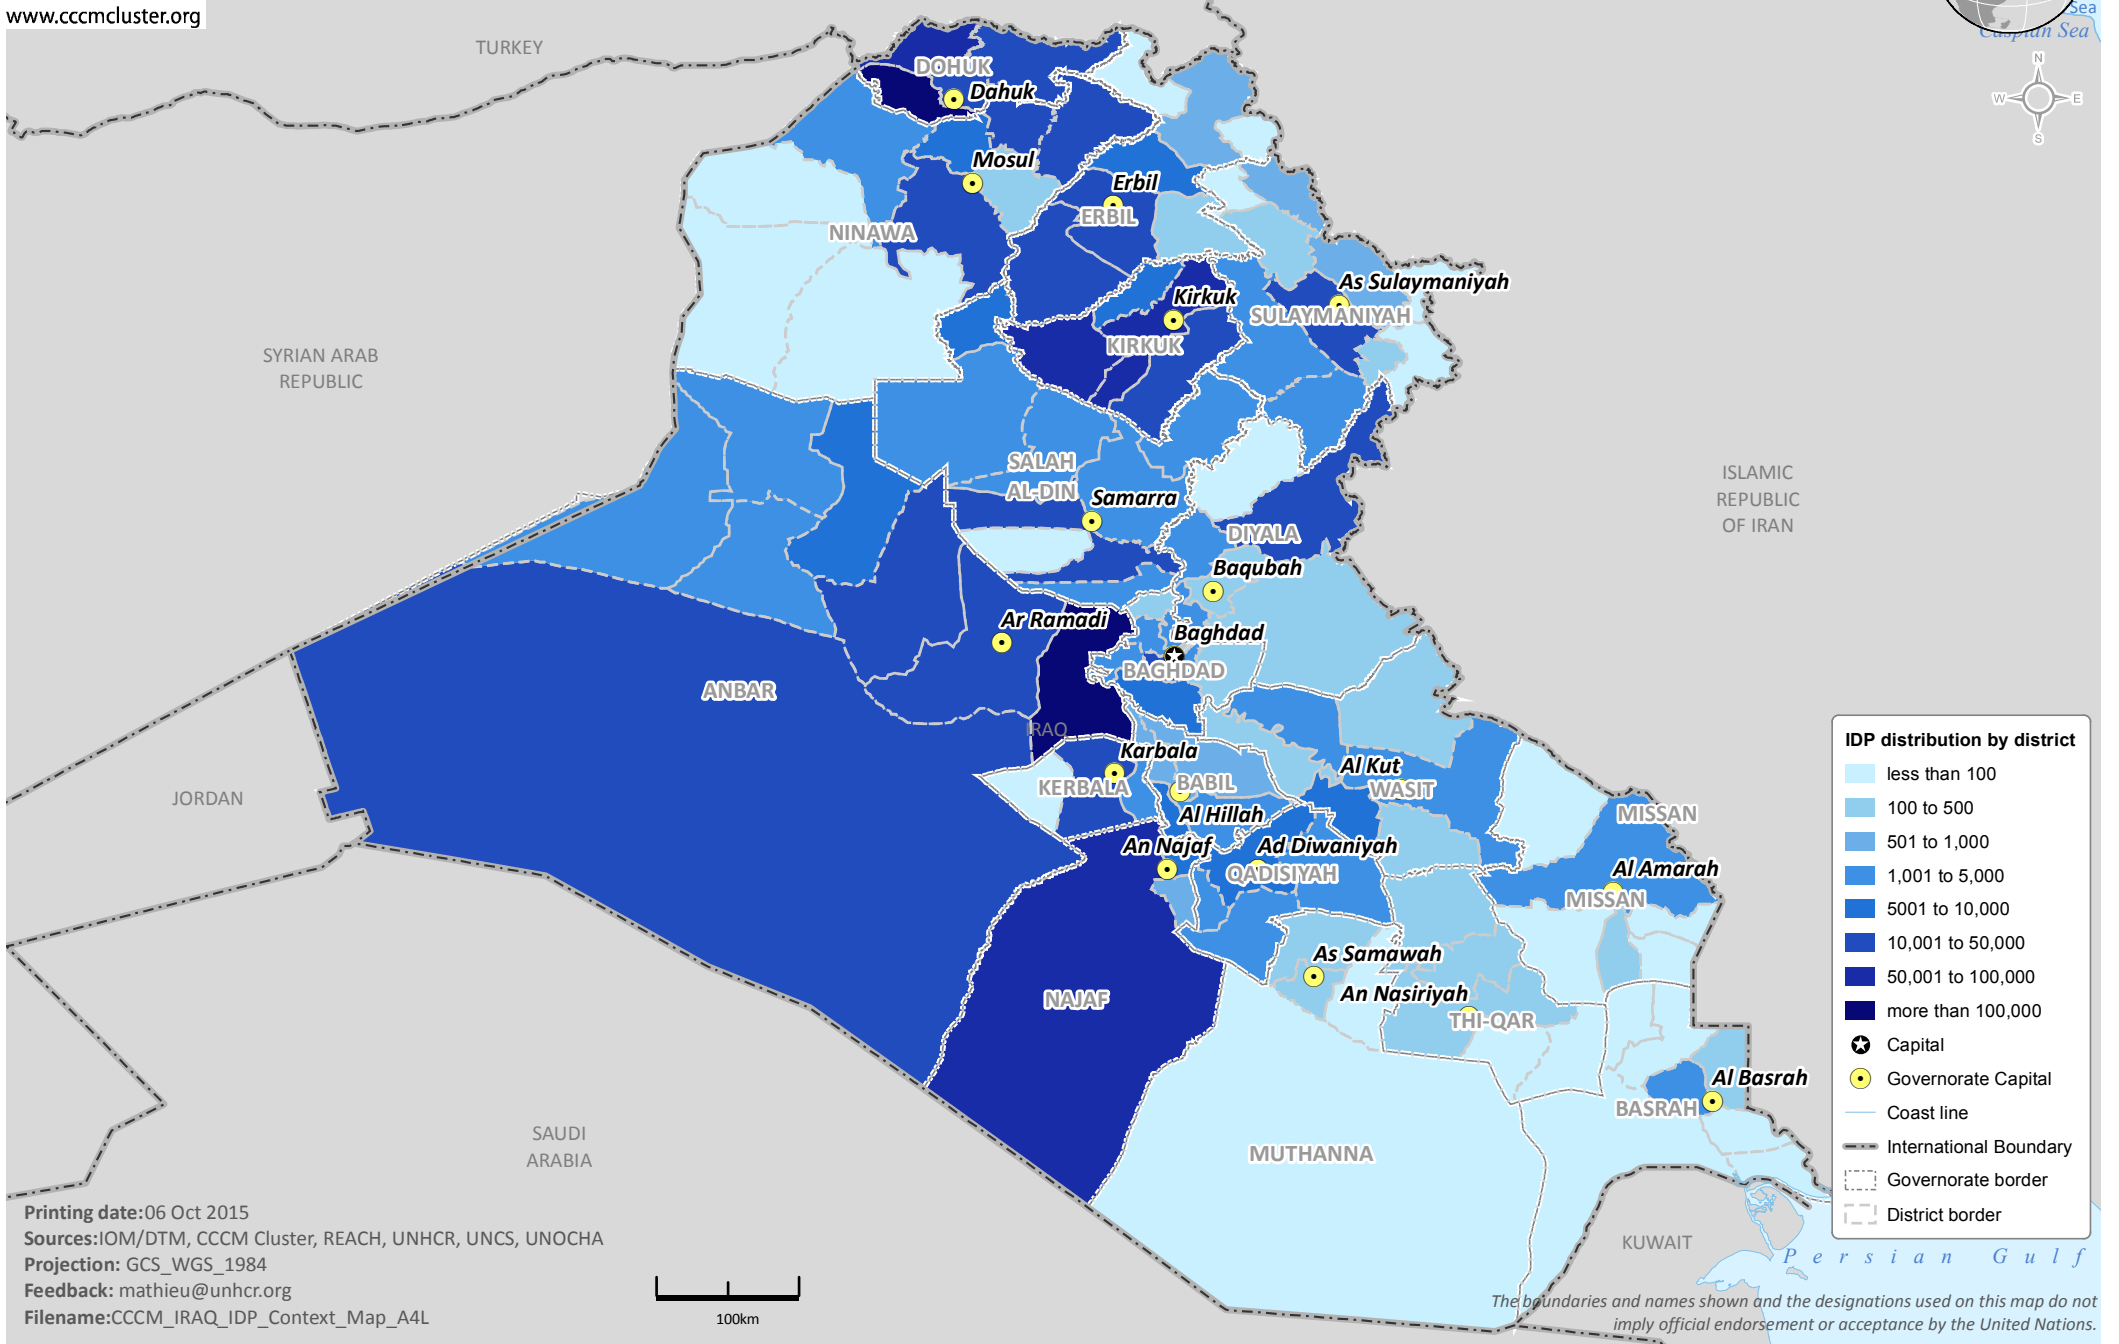 www.cccmcluster.org
Sea
Caspian Sea
TURKEY
N
W
E
S
DOHUK
Dahuk
Mosul
Erbil
ERBIL
NINAWA
As Sulaymaniyah
Kirkuk
SULAYMANIYAH
KIRKUK
SYRIAN ARAB
REPUBLIC
SALAH
AL-DIN
Samarra
ISLAMIC
REPUBLIC
OF IRAN
DIYALA
Baqubah
Ar Ramadi
Baghdad
BAGHDAD
ANBAR
IRAQ
Karbala
KERBALA
BABIL
Al Kut
WASIT
Al Hillah
MISSAN
JORDAN
An Najaf
Ad Diwaniyah
QADISIYAH
Al Amarah
MISSAN
As Samawah
An Nasiriyah
THI-QAR
NAJAF
Al Basrah
BASRAH
MUTHANNA
SAUDI
ARABIA
KUWAIT
Persian Gulf
IDP distribution by district
less than 100
100 to 500
501 to 1,000
1,001 to 5,000
5001 to 10,000
10,001 to 50,000
50,001 to 100,000
more than 100,000
Capital
Governorate Capital
Coast line
International Boundary
Governorate border
District border
Printing date:06 Oct 2015
Sources:IOM/DTM, CCCM Cluster, REACH, UNHCR, UNCS, UNOCHA
Projection: GCS_WGS_1984
Feedback: mathieu@unhcr.org
Filename:CCCM_IRAQ_IDP_Context_Map_A4L
100km
The boundaries and names shown and the designations used on this map do not
imply official endorsement or acceptance by the United Nations.